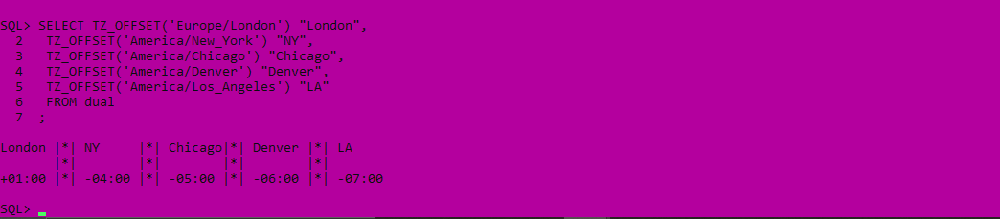 SQL> SELECT TZ_OFFSET('Europe/London') "London",
  2   TZ_OFFSET('America/New_York') "NY",
  3   TZ_OFFSET('America/Chicago') "Chicago",
  4   TZ_OFFSET('America/Denver') "Denver",
  5   TZ_OFFSET('America/Los_Angeles') "LA"
  6   FROM dual
  7  ;
London |*| NY     |*| Chicago|*| Denver |*| LA
-------|*| -------|*| -------|*| -------|*| -------
+01:00 |*| -04:00 |*| -05:00 |*| -06:00 |*| -07:00
SQL>